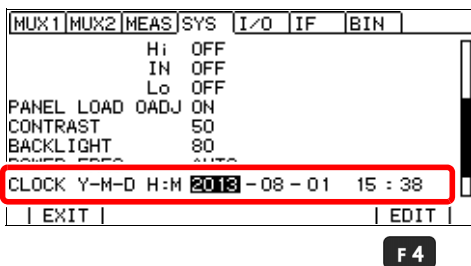 MUX1 MUX2 MEAS SYS I/O IF BIN
Hi OFF
IN OFF
Lo OFF
PANEL LOAD 0ADJ ON
CONTRAST 50
BACKLIGHT 80
CLOCK Y-M-D H:M 2013-08-01 15:38
EXIT EDIT
F4